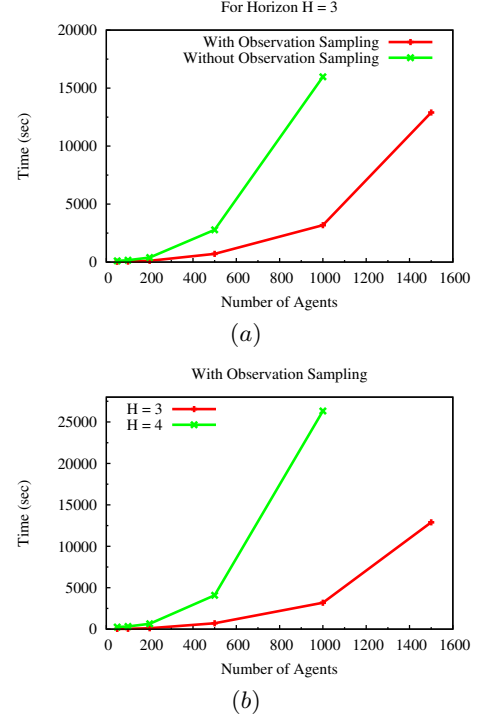 For Horizon H = 3
20000
With Observation Sampling
Without Observation Sampling
15000
10000
5000
0
Time (sec)
0 200 400 600 800 1000 1200 1400 1600
Number of Agents
(a)
With Observation Sampling
H = 3
H = 4
25000
20000
15000
10000
5000
0
Time (sec)
0 200 400 600 800 1000 1200 1400 1600
Number of Agents
(b)